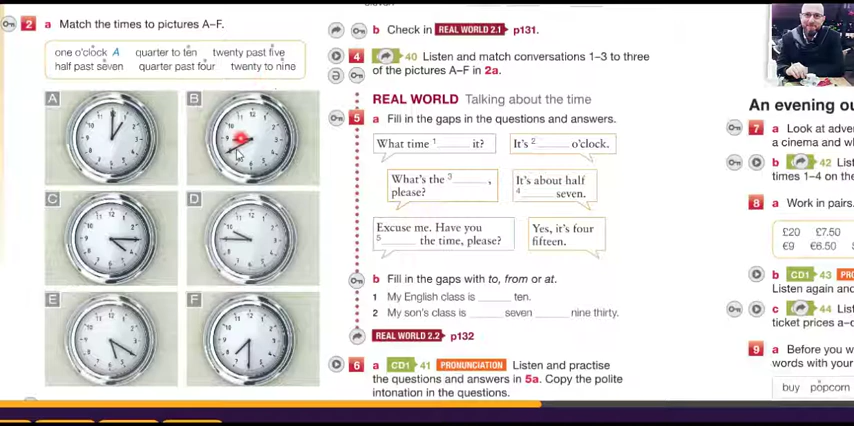 2 a Match the times to pictures A–F.
one o'clock A quarter to ten twenty past five
half past seven quarter past four twenty to nine
A
B
C
D
E
F
b Check in REAL WORLD 2.1 p131.
4 40 Listen and match conversations 1–3 to three
of the pictures A–F in 2a.
REAL WORLD Talking about the time
5 a Fill in the gaps in the questions and answers.
What time 1______ it?
It's 2______ o'clock.
What's the 3______ ,
please?
It's about half
4______ seven.
Excuse me. Have you
5______ the time, please?
Yes, it's four
fifteen.
b Fill in the gaps with to, from or at.
1 My English class is ______ ten.
2 My son's class is ______ seven ______ nine thirty.
REAL WORLD 2.2 p132
6 a CD1 41 PRONUNCIATION Listen and practise
the questions and answers in 5a. Copy the polite
intonation in the questions.
An evening ou
7 a Look at adve
a cinema and w
b 42 List
times 1–4 on the
8 a Work in pairs.
£20 £7.50
€9 €6.50
b CD1 43 PRO
Listen again and
c 44 List
ticket prices a–
9 a Before you w
words with your
buy popcorn